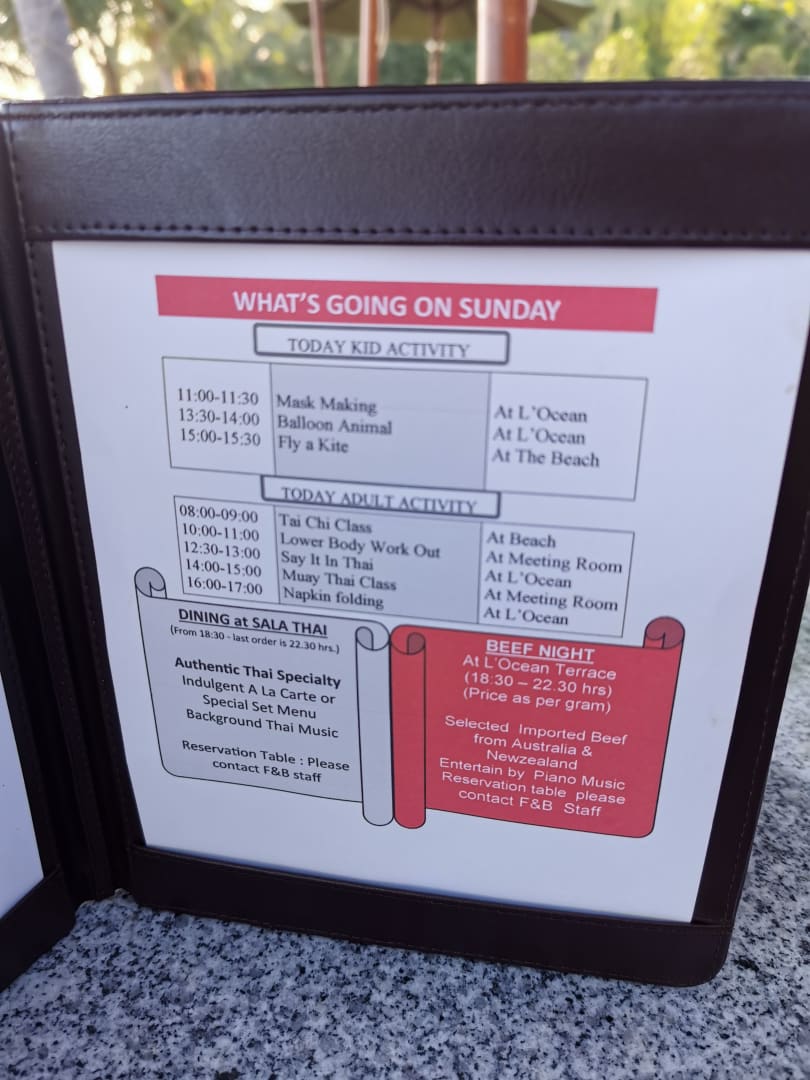 WHAT'S GOING ON SUNDAY
TODAY KID ACTIVITY
11:00-11:30 Mask Making At L'Ocean
13:30-14:00 Balloon Animal At L'Ocean
15:00-15:30 Fly a Kite At The Beach
TODAY ADULT ACTIVITY
08:00-09:00 Tai Chi Class At Beach
10:00-11:00 Lower Body Work Out At Meeting Room
12:30-13:00 Say It In Thai At L'Ocean
14:00-15:00 Muay Thai Class At Meeting Room
16:00-17:00 Napkin folding At L'Ocean
DINING at SALA THAI
(From 18:30 - last order is 22.30 hrs.)
Authentic Thai Specialty
Indulgent A La Carte or
Special Set Menu
Background Thai Music
Reservation Table : Please
contact F&B staff
BEEF NIGHT
At L'Ocean Terrace
(18:30 – 22.30 hrs)
(Price as per gram)
Selected Imported Beef
from Australia &
Newzealand
Entertain by Piano Music
Reservation table please
contact F&B Staff